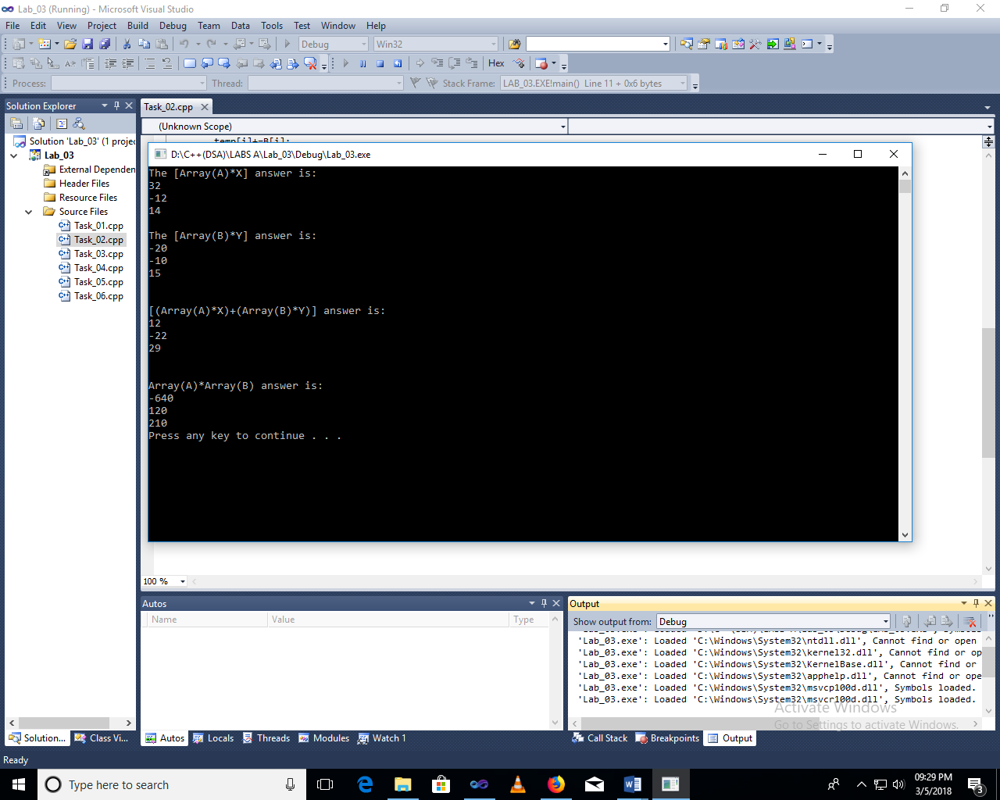 Lab_03 (Running) - Microsoft Visual Studio
File Edit View Project Build Debug Team Data Tools Test Window Help
Debug Win32
Hex
Process: Thread: Stack Frame: LAB_03.EXE!main() Line 11 + 0x6 bytes
Solution Explorer
Task_02.cpp
(Unknown Scope)
temp[i]+=B[i];
Solution 'Lab_03' (1 projec
Lab_03
External Dependen
Header Files
Resource Files
Source Files
Task_01.cpp
Task_02.cpp
Task_03.cpp
Task_04.cpp
Task_05.cpp
Task_06.cpp
D:\C++(DSA)\LABS A\Lab_03\Debug\Lab_03.exe
The [Array(A)*X] answer is:
32
-12
14
The [Array(B)*Y] answer is:
-20
-10
15
[(Array(A)*X)+(Array(B)*Y)] answer is:
12
-22
29
Array(A)*Array(B) answer is:
-640
120
210
Press any key to continue . . .
100 %
Autos
Name Value Type
Output
Show output from: Debug
'Lab_03.exe': Loaded 'C:\Windows\System32\ntdll.dll', Cannot find or open
'Lab_03.exe': Loaded 'C:\Windows\System32\kernel32.dll', Cannot find or op
'Lab_03.exe': Loaded 'C:\Windows\System32\KernelBase.dll', Cannot find or
'Lab_03.exe': Loaded 'C:\Windows\System32\apphelp.dll', Cannot find or ope
'Lab_03.exe': Loaded 'C:\Windows\System32\msvcp100d.dll', Symbols loaded.
'Lab_03.exe': Loaded 'C:\Windows\System32\msvcr100d.dll', Symbols loaded.
Activate Windows
Go to Settings to activate Windows.
Solution... Class Vi...
Autos Locals Threads Modules Watch 1
Call Stack Breakpoints Output
Ready
Type here to search
09:29 PM
3/5/2018
3